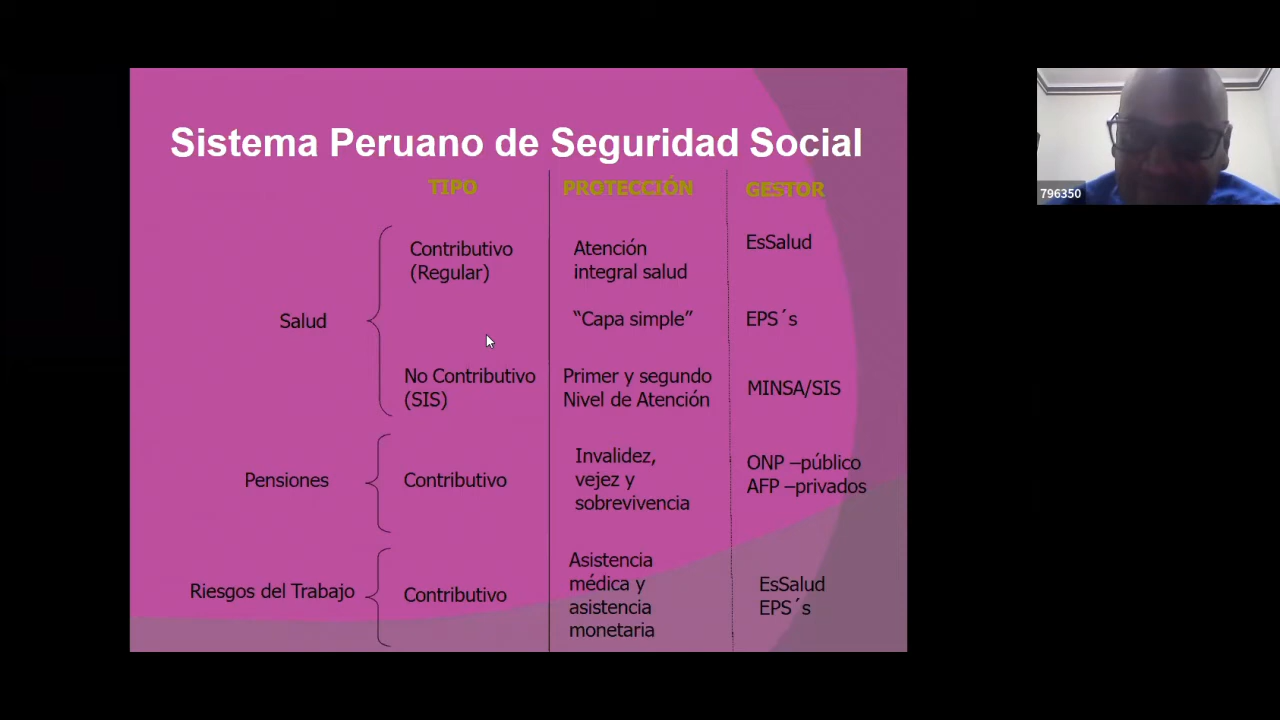 Sistema Peruano de Seguridad Social
TIPO
PROTECCIÓN
GESTOR
Salud
Contributivo
(Regular)
Atención
integral salud
EsSalud
“Capa simple”
EPS´s
No Contributivo
(SIS)
Primer y segundo
Nivel de Atención
MINSA/SIS
Pensiones
Contributivo
Invalidez,
vejez y
sobrevivencia
ONP –público
AFP –privados
Riesgos del Trabajo
Contributivo
Asistencia
médica y
asistencia
monetaria
EsSalud
EPS´s
796350